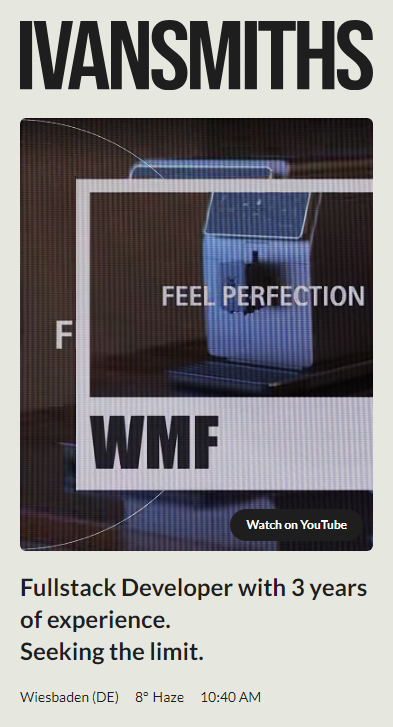 IVANSMITHS
FEEL PERFECTION
F
WMF
Watch on YouTube
Fullstack Developer with 3 years
of experience.
Seeking the limit.
Wiesbaden (DE) 8° Haze 10:40 AM